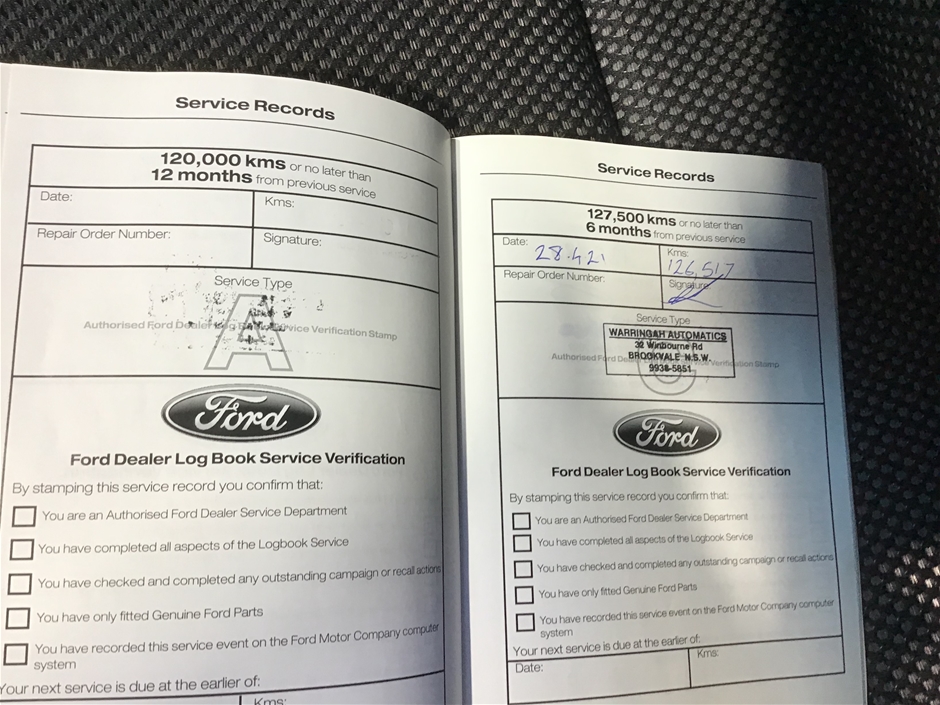 Service Records
120,000 kms or no later than
12 months from previous service
Date:
Kms:
Repair Order Number:
Signature:
Service Type
A
Authorised Ford Dealer Log Book Service Verification Stamp
Ford
Ford Dealer Log Book Service Verification
By stamping this service record you confirm that:
You are an Authorised Ford Dealer Service Department
You have completed all aspects of the Logbook Service
You have checked and completed any outstanding campaign or recall actions
You have only fitted Genuine Ford Parts
You have recorded this service event on the Ford Motor Company computer
system
Your next service is due at the earlier of:
Kms:
Service Records
127,500 kms or no later than
6 months from previous service
Date: 28.4.21
Kms: 126,517
Repair Order Number:
Signature:
Service Type
WARRINGAH AUTOMATICS
32 Winbourne Rd
BROOKVALE N.S.W.
9938-5851
Authorised Ford Verification Stamp
Ford
Ford Dealer Log Book Service Verification
By stamping this service record you confirm that:
You are an Authorised Ford Dealer Service Department
You have completed all aspects of the Logbook Service
You have checked and completed any outstanding campaign or recall actions
You have only fitted Genuine Ford Parts
You have recorded this service event on the Ford Motor Company computer
system
Your next service is due at the earlier of:
Date:
Kms: